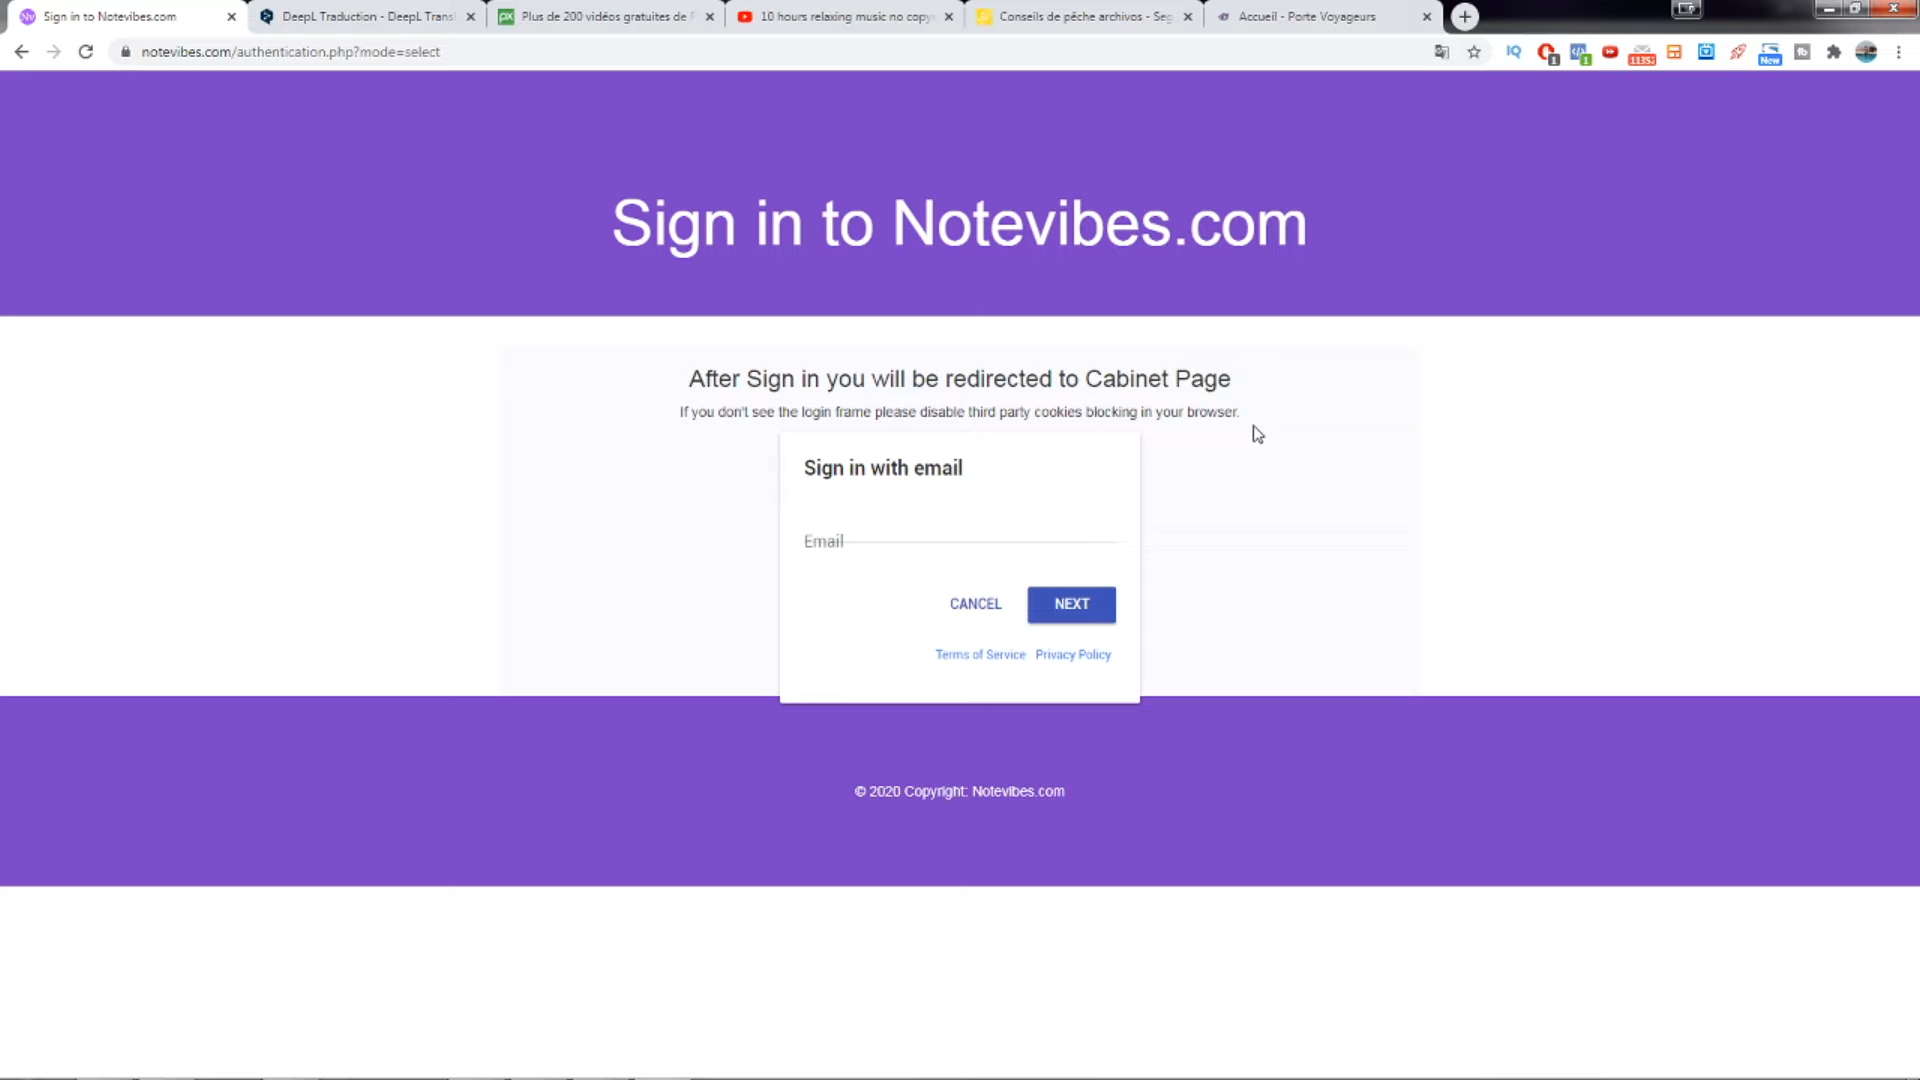 Sign in to Notevibes.com
DeepL Traduction - DeepL Trans
Plus de 200 vidéos gratuites de F
10 hours relaxing music no copy
Conseils de pêche archivos - Seg
Accueil - Porte Voyageurs
notevibes.com/authentication.php?mode=select
Sign in to Notevibes.com
After Sign in you will be redirected to Cabinet Page
If you don't see the login frame please disable third party cookies blocking in your browser.
Sign in with email
Email
CANCEL NEXT
Terms of Service Privacy Policy
© 2020 Copyright: Notevibes.com